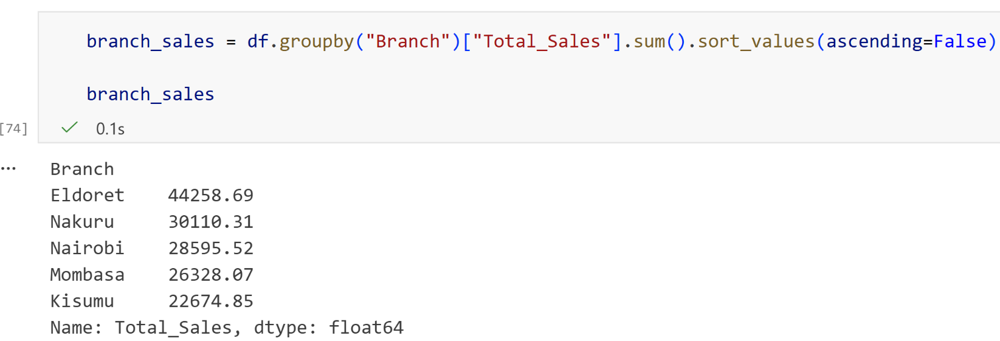 branch_sales = df.groupby("Branch")["Total_Sales"].sum().sort_values(ascending=False)
branch_sales
[74] ✓ 0.1s
... Branch
Eldoret    44258.69
Nakuru     30110.31
Nairobi    28595.52
Mombasa    26328.07
Kisumu     22674.85
Name: Total_Sales, dtype: float64